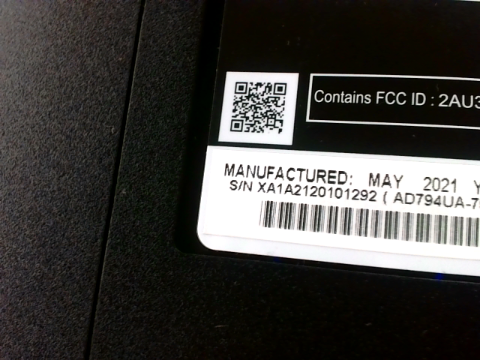 Contains FCC ID : 2AU3
MANUFACTURED: MAY 2021 Y
S/N XA1A2120101292 ( AD794UA-7